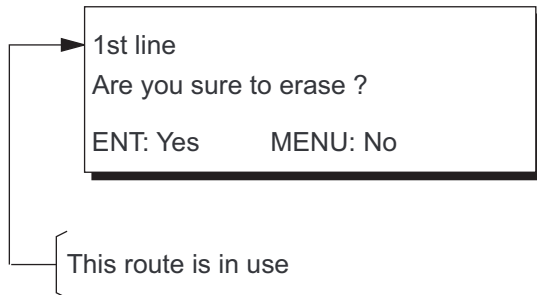 1st line
Are you sure to erase ?
ENT: Yes MENU: No
This route is in use